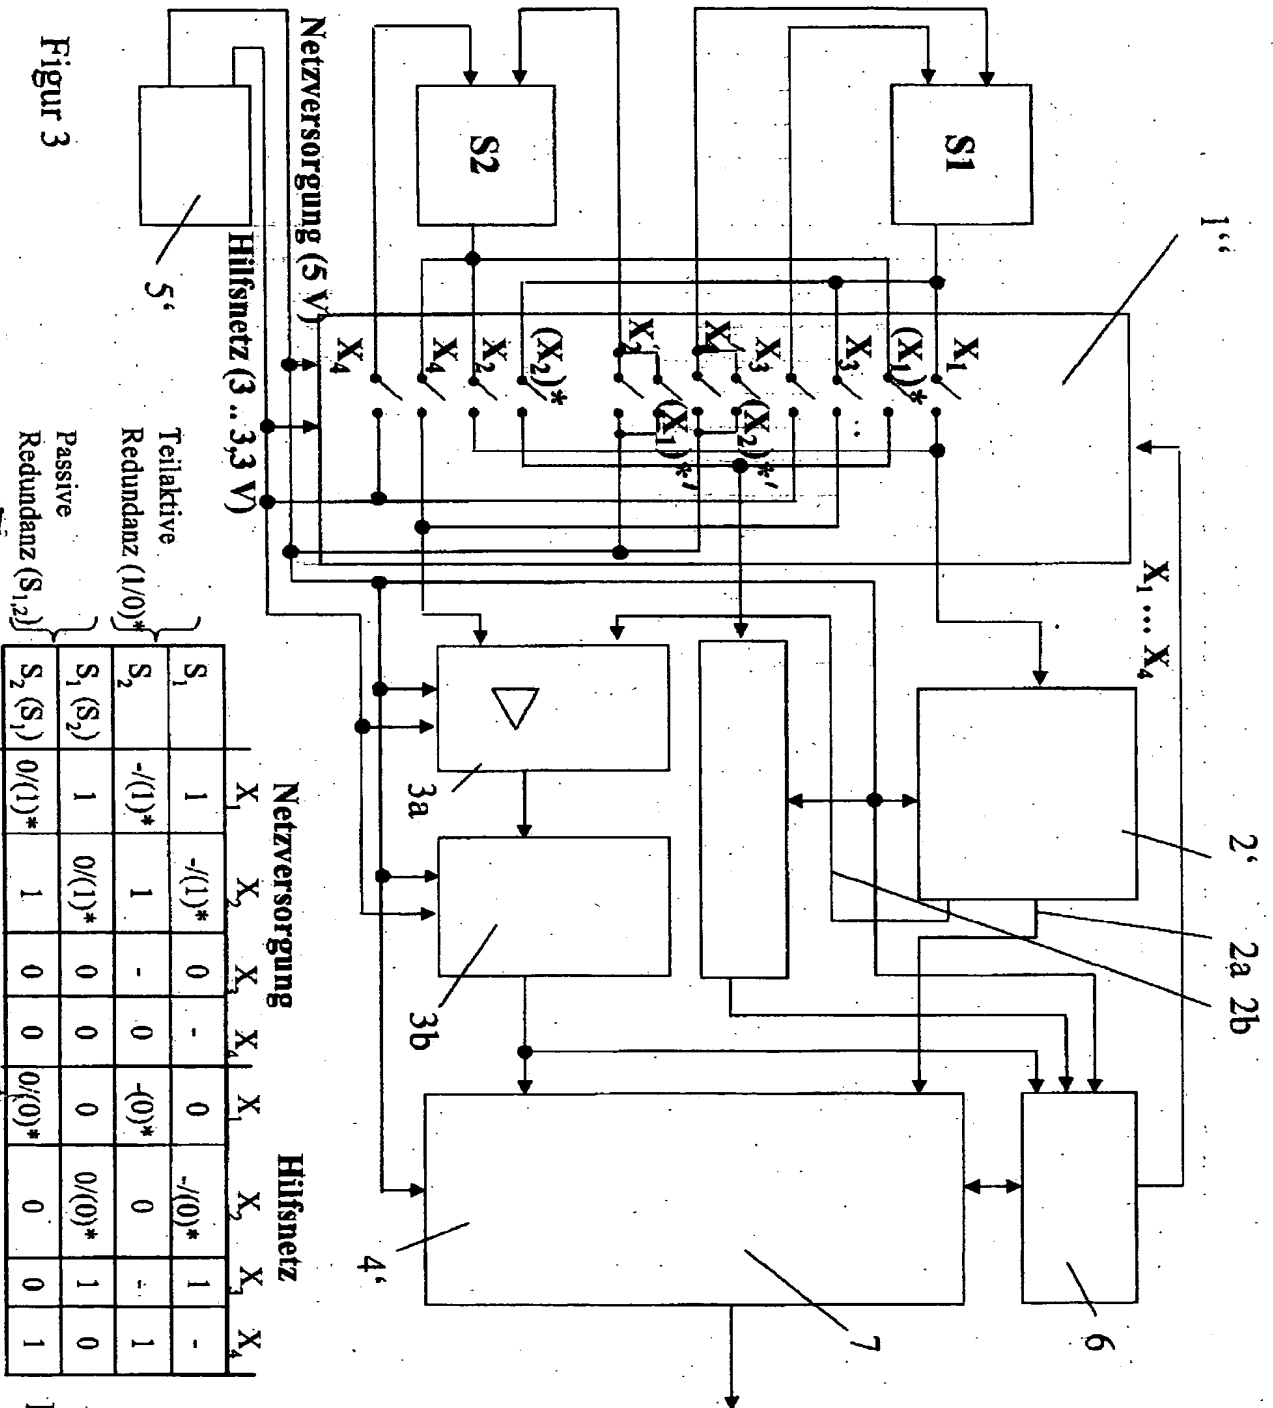 1“
2‘
2a
2b
X₁ ... X₄
6
S1
X₁
(X₁)*
7
X₃
..
X₃
(X₂)*'
(X₁)*'
X₂'
(X₂)*
S2
X₂
X₄
3a
3b
4‘
X₄
Netzversorgung (5 V)
Hilfsnetz (3 .. 3,3 V)
5‘
Netzversorgung Hilfsnetz
X₁ X₂ X₃ X₄ X₁ X₂ X₃ X₄
Teilaktive
Redundanz (1/0)*
S₁ 1 -/(1)* 0 - 0 -/(0)* 1 -
S₂ -/(1)* 1 - 0 -(0)* 0 - 1
Passive
Redundanz (S₁,₂)
S₁ (S₂) 1 0/(1)* 0 0 0 0/(0)* 1 0
S₂ (S₁) 0/(1)* 1 0 0 0/(0)* 0 0 1
Figur 3